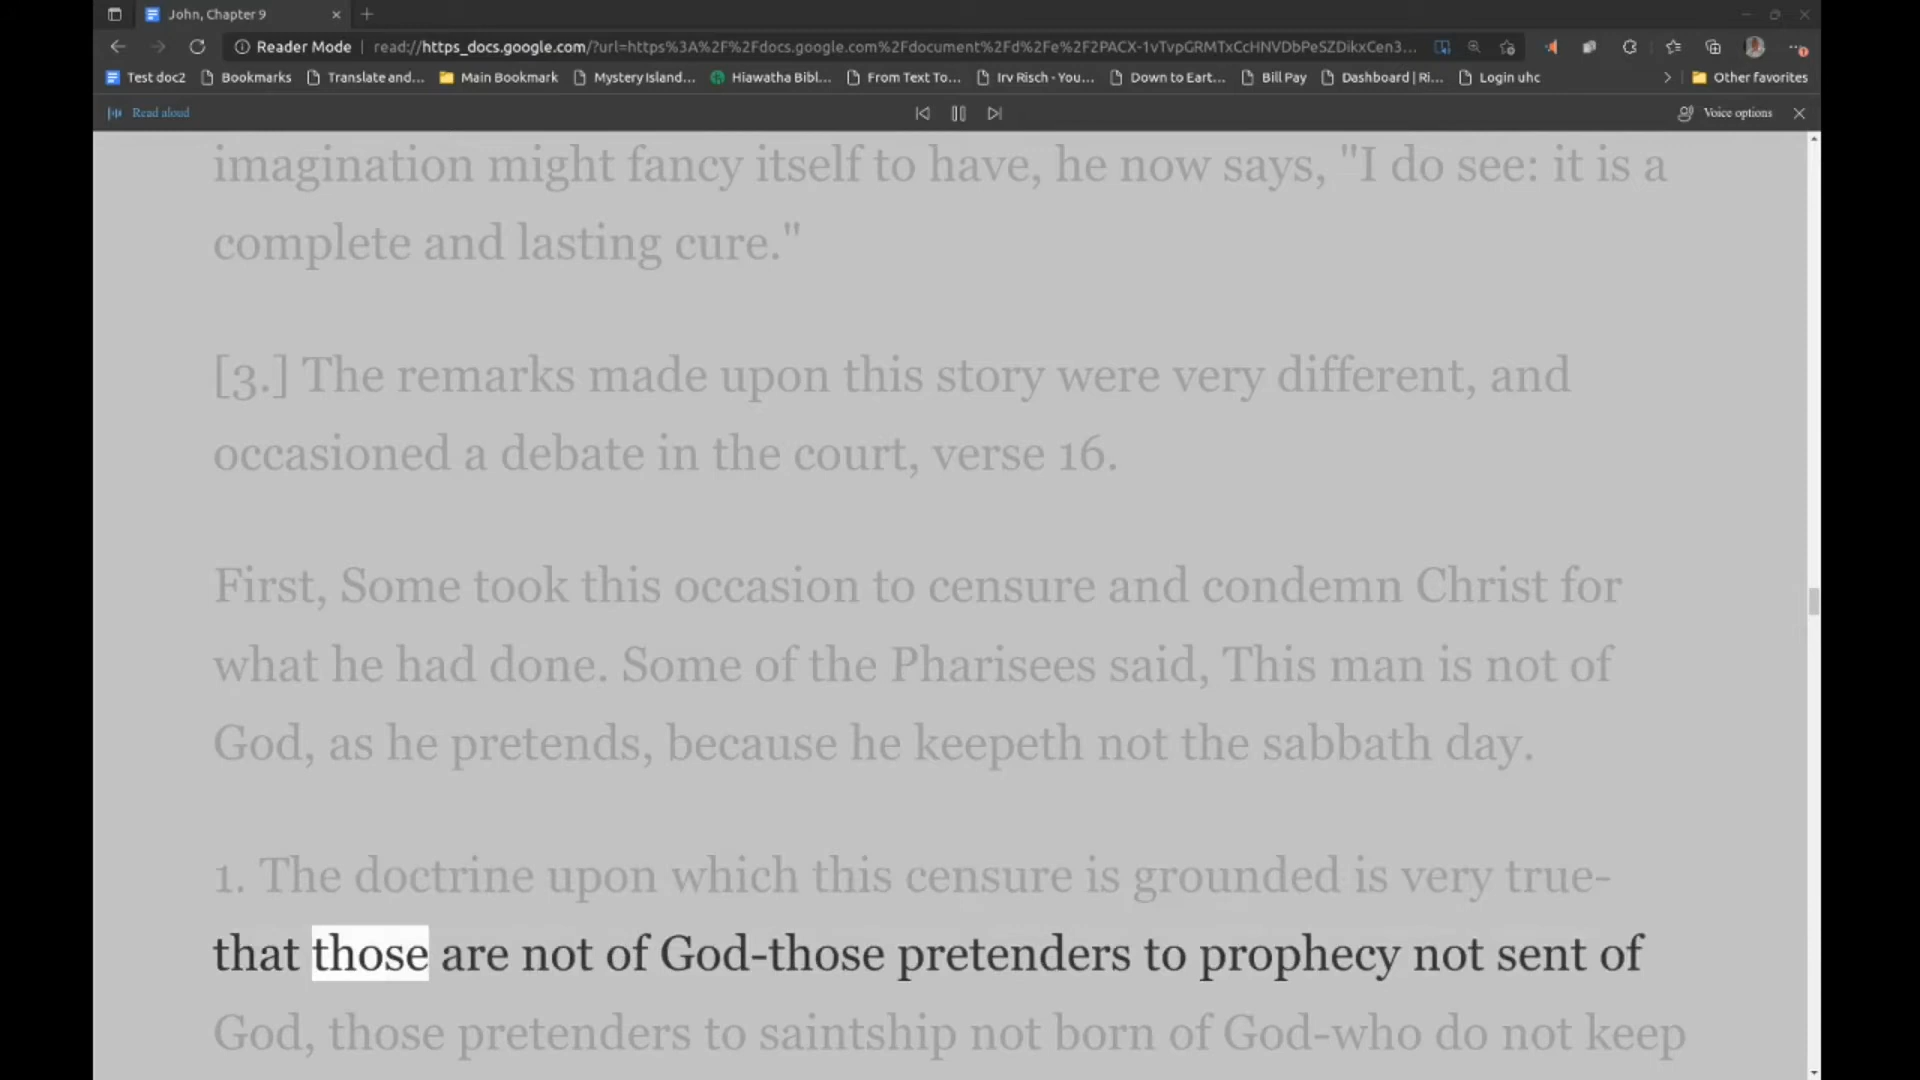 John, Chapter 9
Reader Mode
read://https_docs.google.com/?url=https%3A%2F%2Fdocs.google.com%2Fdocument%2Fd%2Fe%2F2PACX-1vTvpGRMTxCcHNVDbPeSZDikxCen3...
Test doc2 Bookmarks Translate and... Main Bookmark Mystery Island... Hiawatha Bibl... From Text To... Irv Risch - You... Down to Eart... Bill Pay Dashboard | Ri... Login uhc Other favorites
Read aloud
Voice options
imagination might fancy itself to have, he now says, "I do see: it is a
complete and lasting cure."
[3.] The remarks made upon this story were very different, and
occasioned a debate in the court, verse 16.
First, Some took this occasion to censure and condemn Christ for
what he had done. Some of the Pharisees said, This man is not of
God, as he pretends, because he keepeth not the sabbath day.
1. The doctrine upon which this censure is grounded is very true-
that those are not of God-those pretenders to prophecy not sent of
God, those pretenders to saintship not born of God-who do not keep